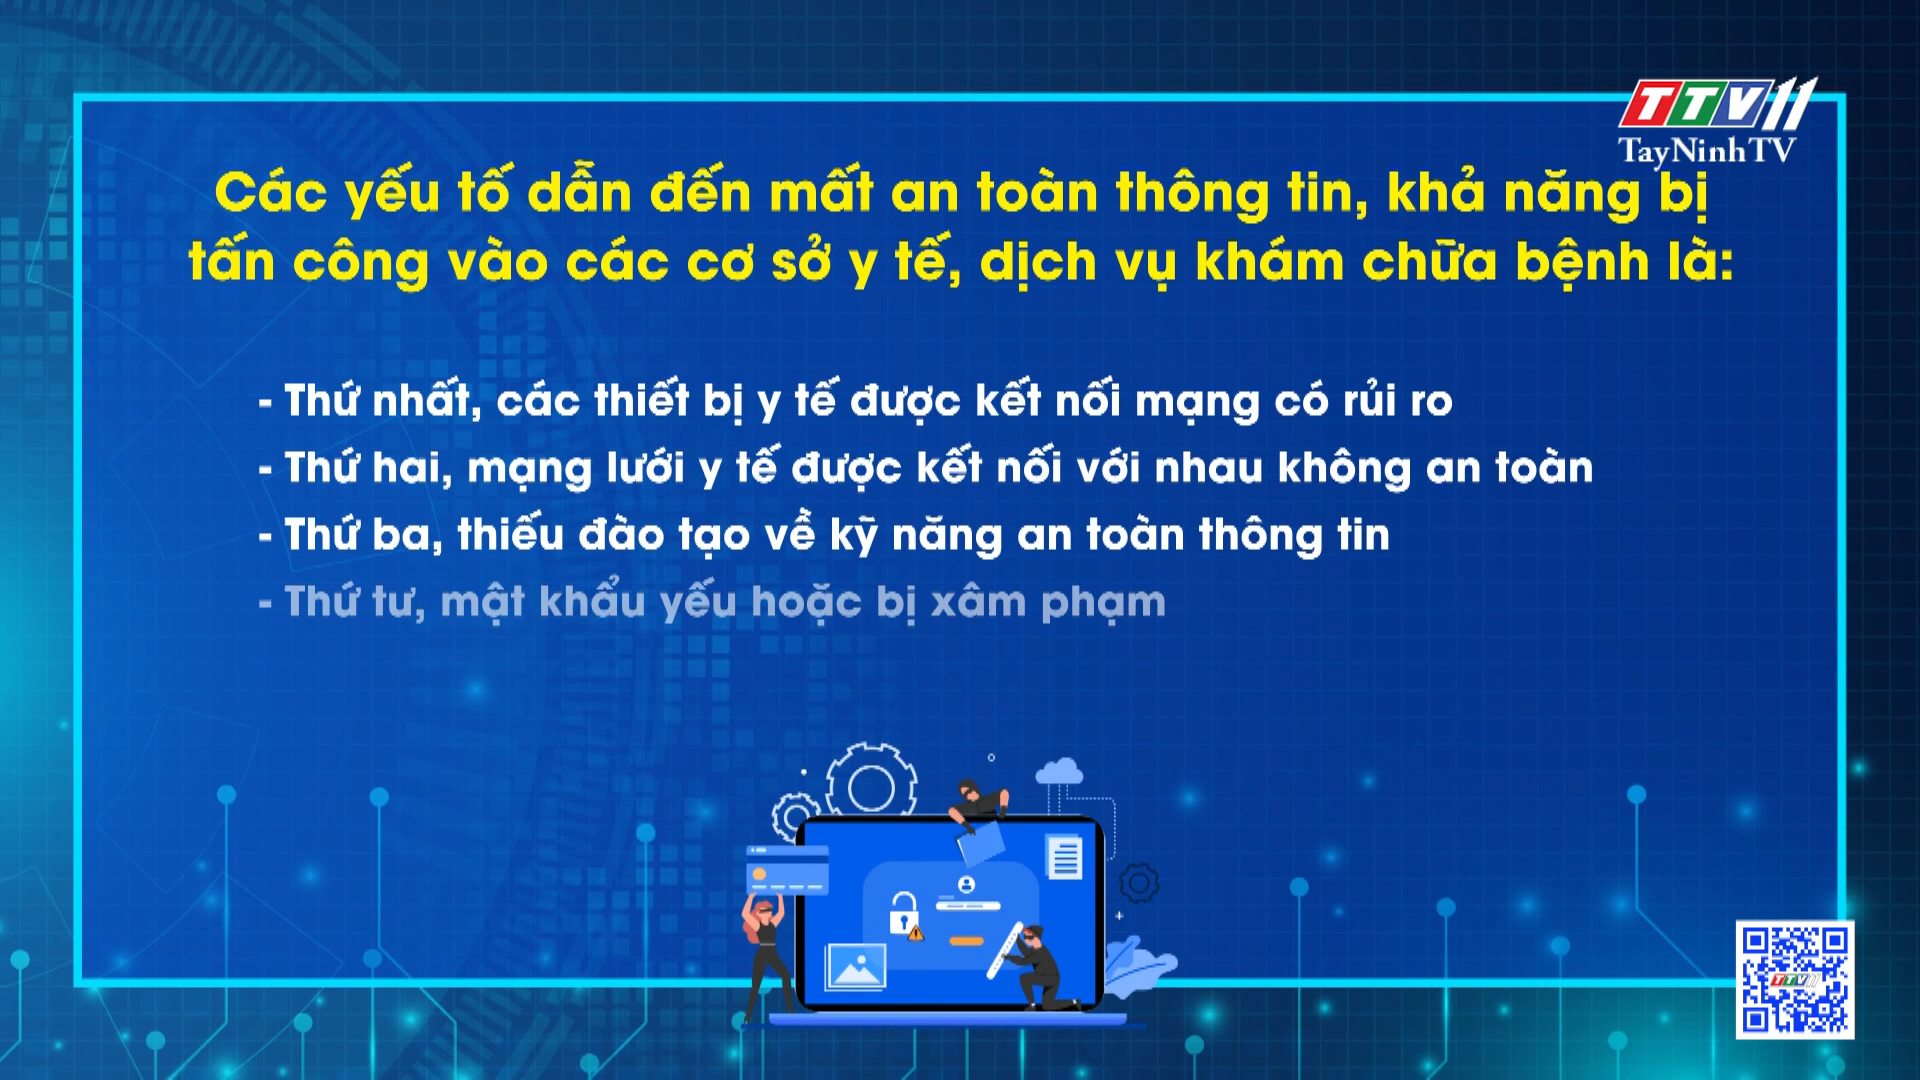 TTV11
TayNinhTV
Các yếu tố dẫn đến mất an toàn thông tin, khả năng bị
tấn công vào các cơ sở y tế, dịch vụ khám chữa bệnh là:
- Thứ nhất, các thiết bị y tế được kết nối mạng có rủi ro
- Thứ hai, mạng lưới y tế được kết nối với nhau không an toàn
- Thứ ba, thiếu đào tạo về kỹ năng an toàn thông tin
- Thứ tư, mật khẩu yếu hoặc bị xâm phạm
TTV11